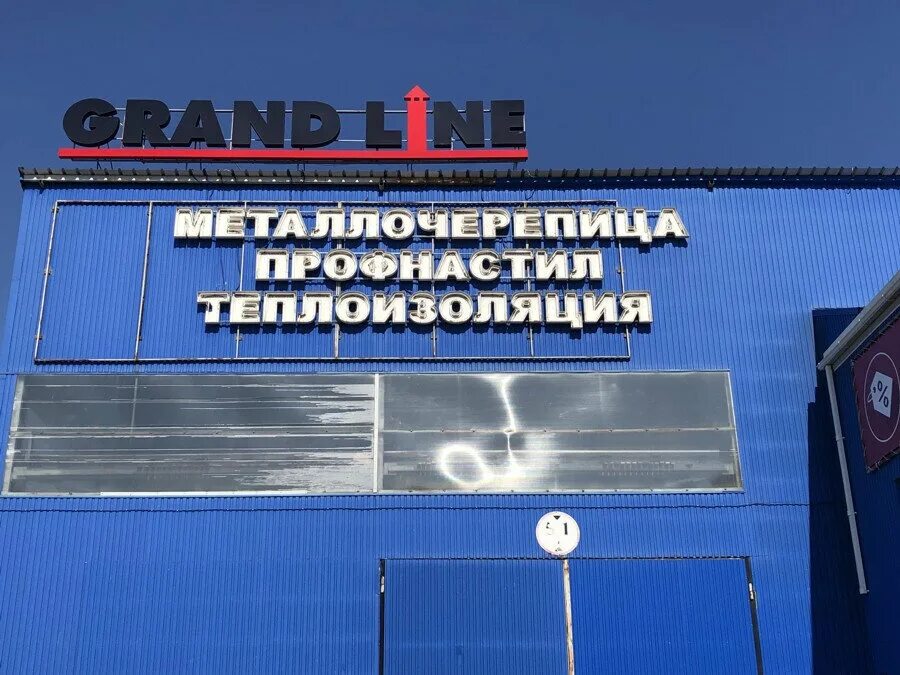 GRAND LINE
МЕТАЛЛОЧЕРЕПИЦА
ПРОФНАСТИЛ
ТЕПЛОИЗОЛЯЦИЯ
%